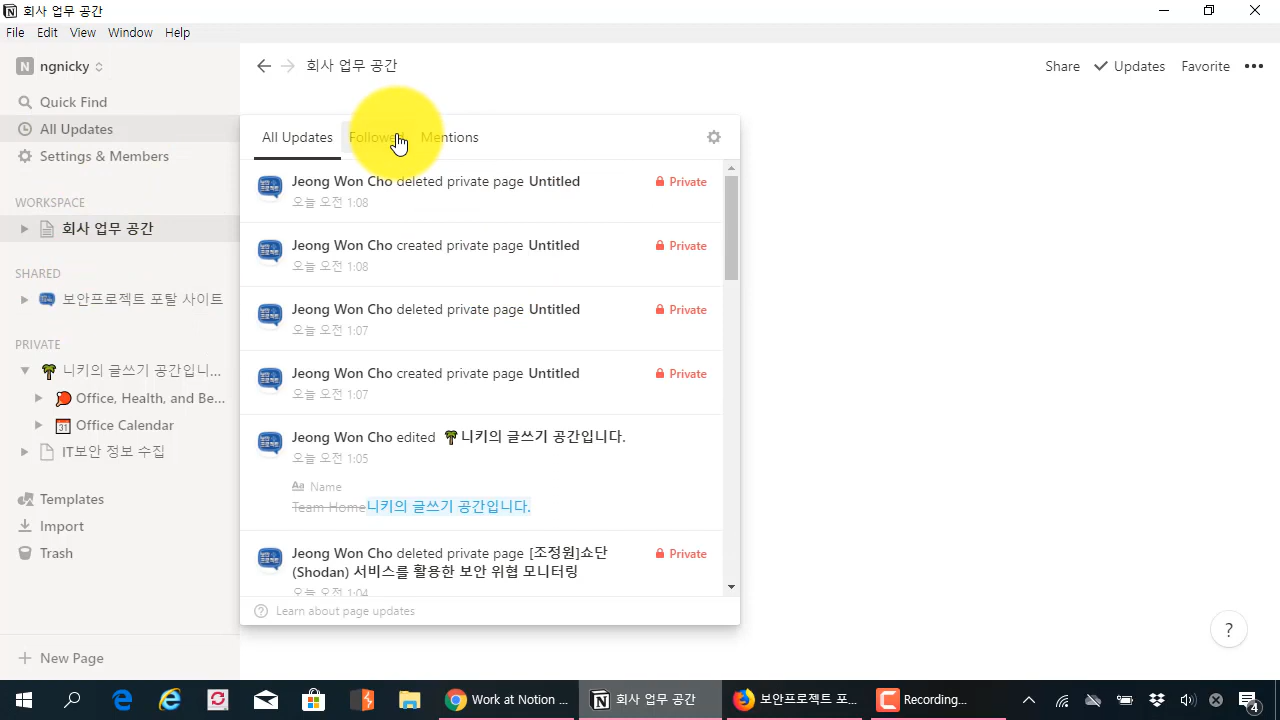 회사 업무 공간
File Edit View Window Help
N ngnicky
회사 업무 공간
Share Updates Favorite
Quick Find
All Updates
Settings & Members
WORKSPACE
회사 업무 공간
SHARED
보안프로젝트 포탈 사이트
PRIVATE
니키의 글쓰기 공간입니...
Office, Health, and Be...
Office Calendar
IT보안 정보 수집
Templates
Import
Trash
New Page
All Updates Followed Mentions
Jeong Won Cho deleted private page Untitled Private
오늘 오전 1:08
Jeong Won Cho created private page Untitled Private
오늘 오전 1:08
Jeong Won Cho deleted private page Untitled Private
오늘 오전 1:07
Jeong Won Cho created private page Untitled Private
오늘 오전 1:07
Jeong Won Cho edited 니키의 글쓰기 공간입니다.
오늘 오전 1:05
Aa Name
Team Home니키의 글쓰기 공간입니다.
Jeong Won Cho deleted private page [조정원]쇼단 Private
(Shodan) 서비스를 활용한 보안 위협 모니터링
오늘 오전 1:04
? Learn about page updates
?
Work at Notion ... 회사 업무 공간 보안프로젝트 포... Recording... 4